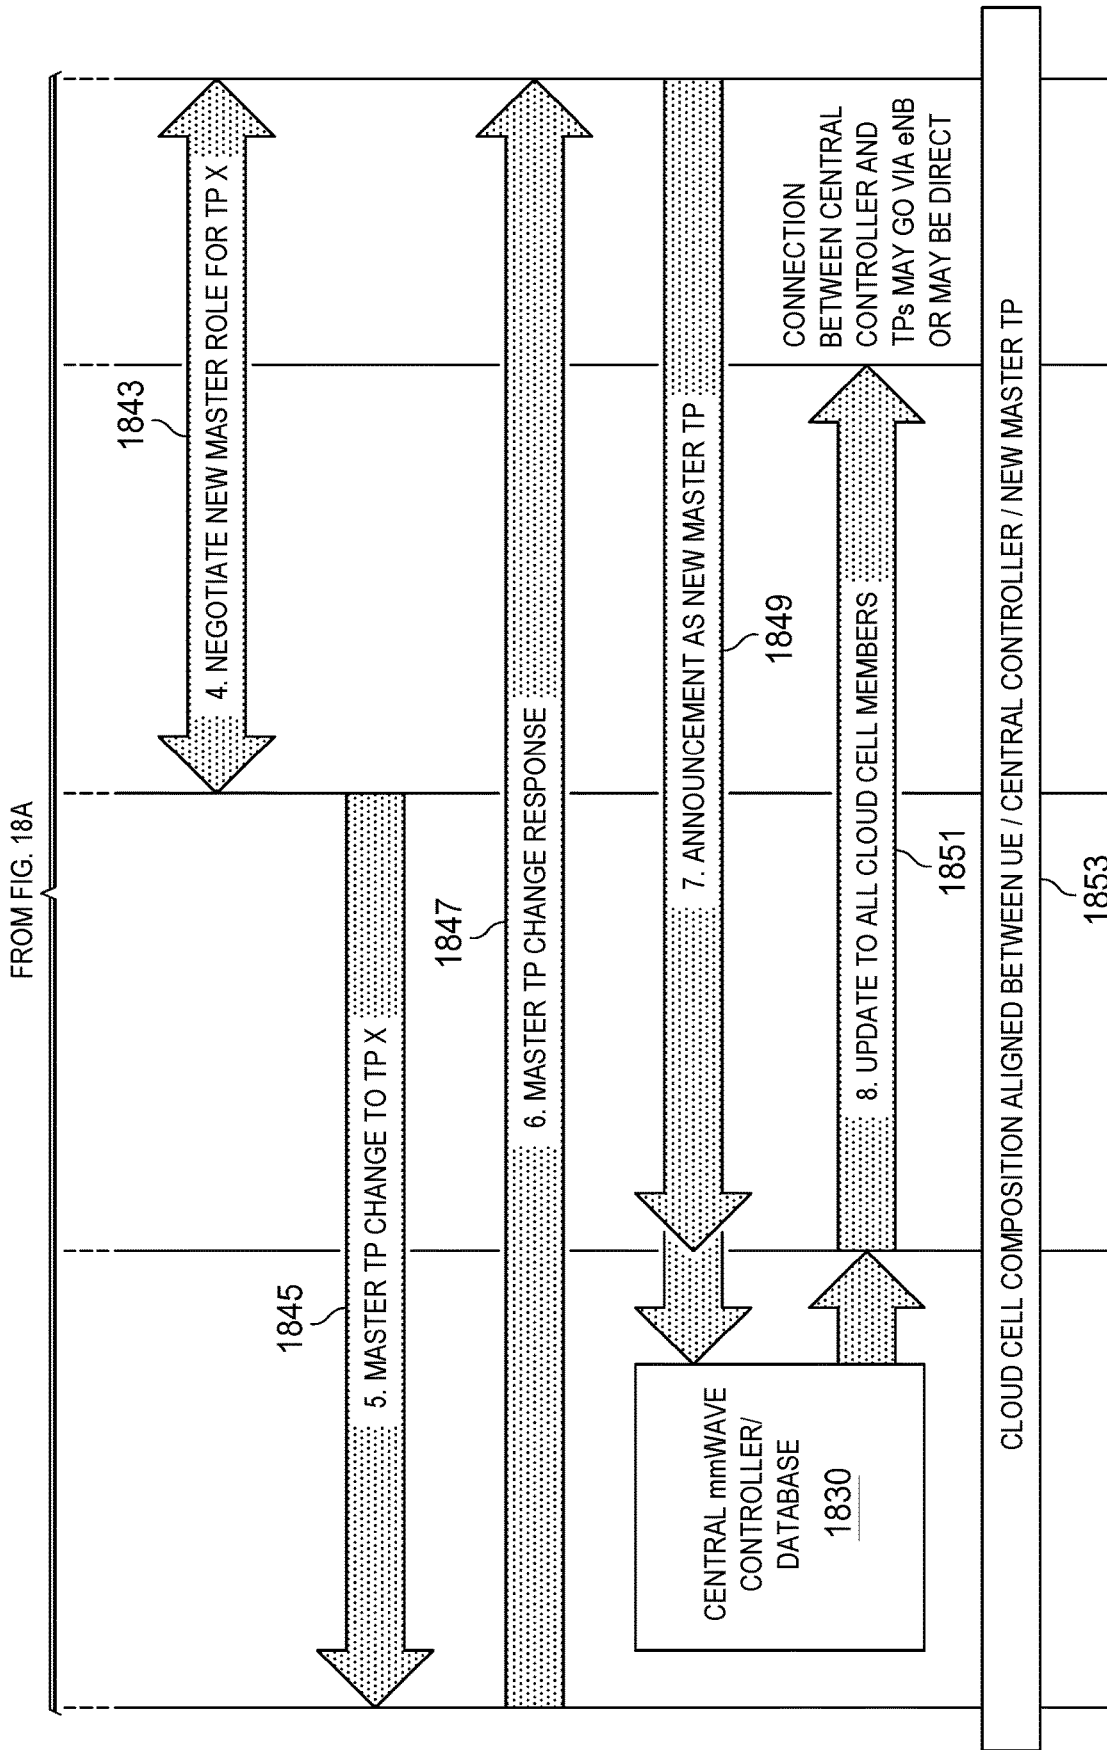 FROM FIG. 18A
1843
4. NEGOTIATE NEW MASTER ROLE FOR TP X
1845
5. MASTER TP CHANGE TO TP X
1847
6. MASTER TP CHANGE RESPONSE
7. ANNOUNCEMENT AS NEW MASTER TP
1849
CENTRAL mmWAVE
CONTROLLER/
DATABASE
1830
8. UPDATE TO ALL CLOUD CELL MEMBERS
1851
CONNECTION
BETWEEN CENTRAL
CONTROLLER AND
TPs MAY GO VIA eNB
OR MAY BE DIRECT
CLOUD CELL COMPOSITION ALIGNED BETWEEN UE / CENTRAL CONTROLLER / NEW MASTER TP
1853